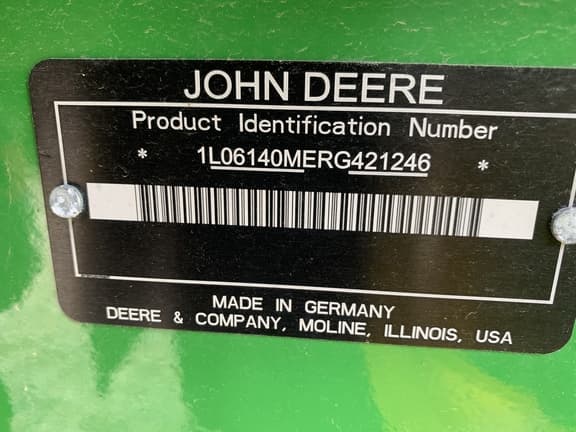 JOHN DEERE
Product Identification Number
* 1L06140MERG421246 *
MADE IN GERMANY
DEERE & COMPANY, MOLINE, ILLINOIS, USA